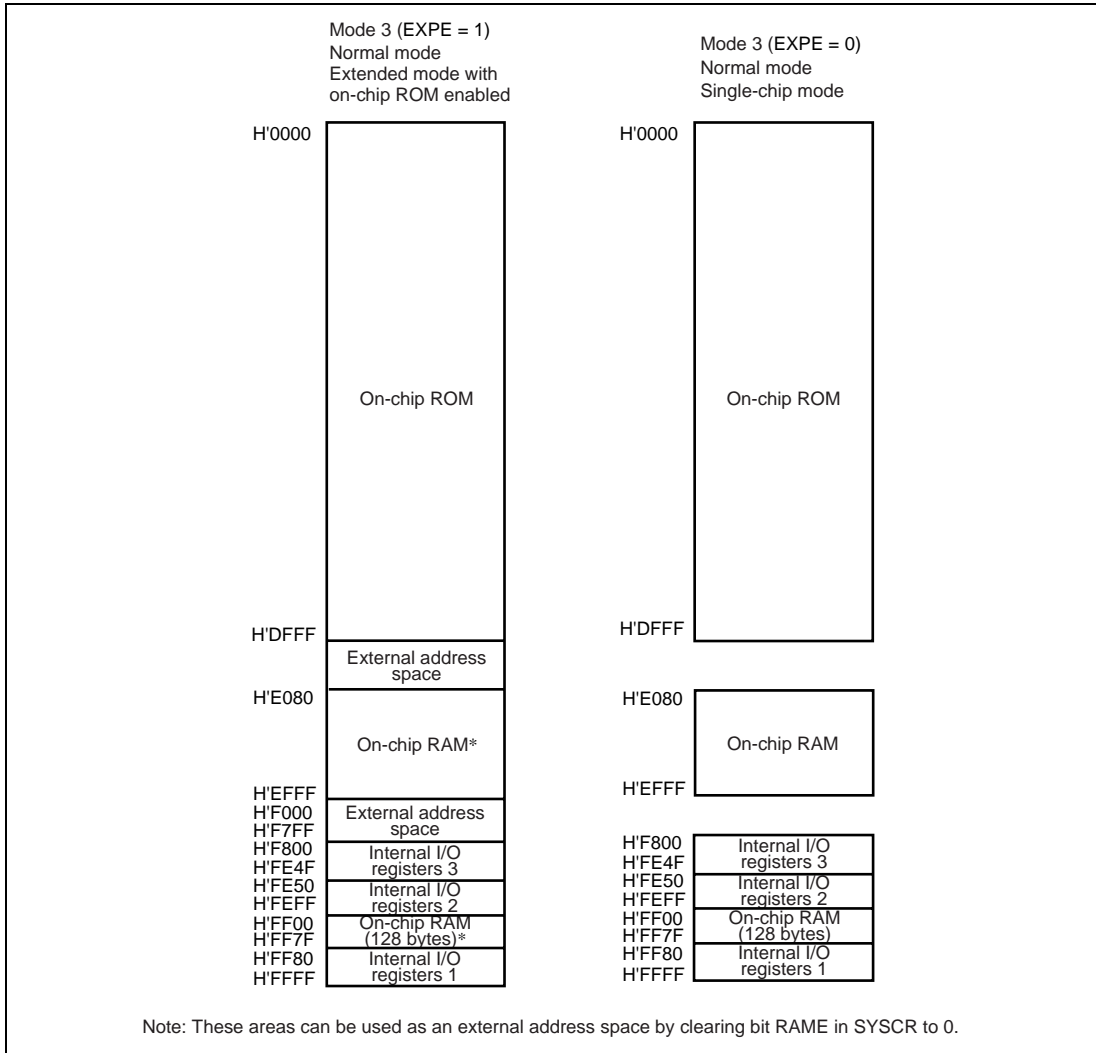 Mode 3 (EXPE = 1)
Normal mode
Extended mode with
on-chip ROM enabled
H'0000
On-chip ROM
H'DFFF
External address
space
H'E080
On-chip RAM*
H'EFFF
H'F000
External address
space
H'F7FF
H'F800
Internal I/O
registers 3
H'FE4F
H'FE50
Internal I/O
registers 2
H'FEFF
H'FF00
On-chip RAM
(128 bytes)*
H'FF7F
H'FF80
Internal I/O
registers 1
H'FFFF
Mode 3 (EXPE = 0)
Normal mode
Single-chip mode
H'0000
On-chip ROM
H'DFFF
H'E080
On-chip RAM
H'EFFF
H'F800
Internal I/O
registers 3
H'FE4F
H'FE50
Internal I/O
registers 2
H'FEFF
H'FF00
On-chip RAM
(128 bytes)
H'FF7F
H'FF80
Internal I/O
registers 1
H'FFFF
Note: These areas can be used as an external address space by clearing bit RAME in SYSCR to 0.